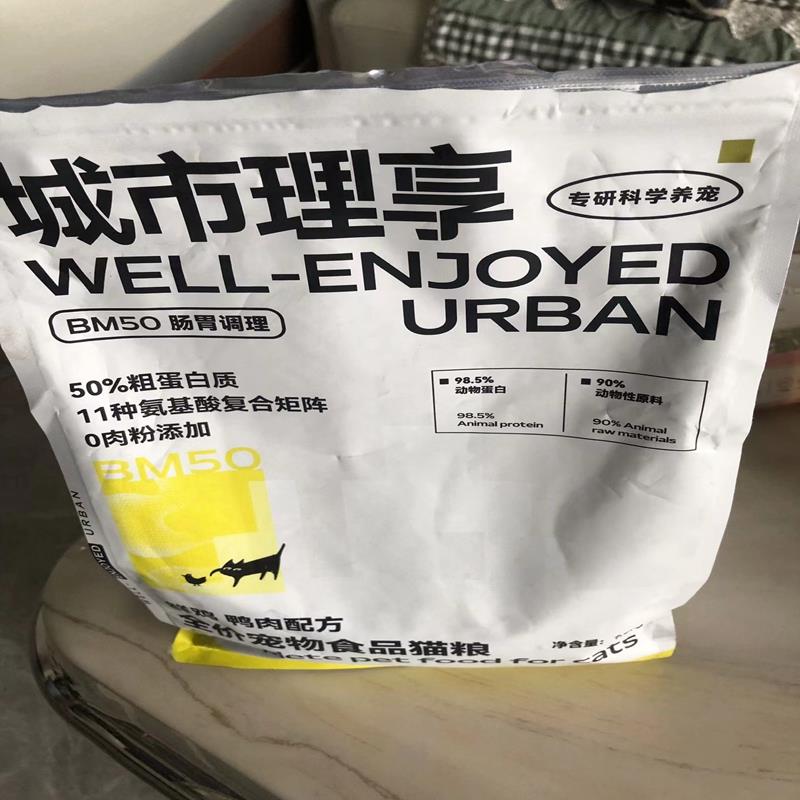 城市理享
专研科学养宠
WELL-ENJOYED
URBAN
BM50 肠胃调理
50%粗蛋白质
11种氨基酸复合矩阵
0肉粉添加
98.5%
动物蛋白
98.5%
Animal protein
90%
动物性原料
90% Animal
raw materials
BM50
URBAN
鲜鸡 鸭肉配方
全价宠物食品猫粮
净含量:
pet food for cats